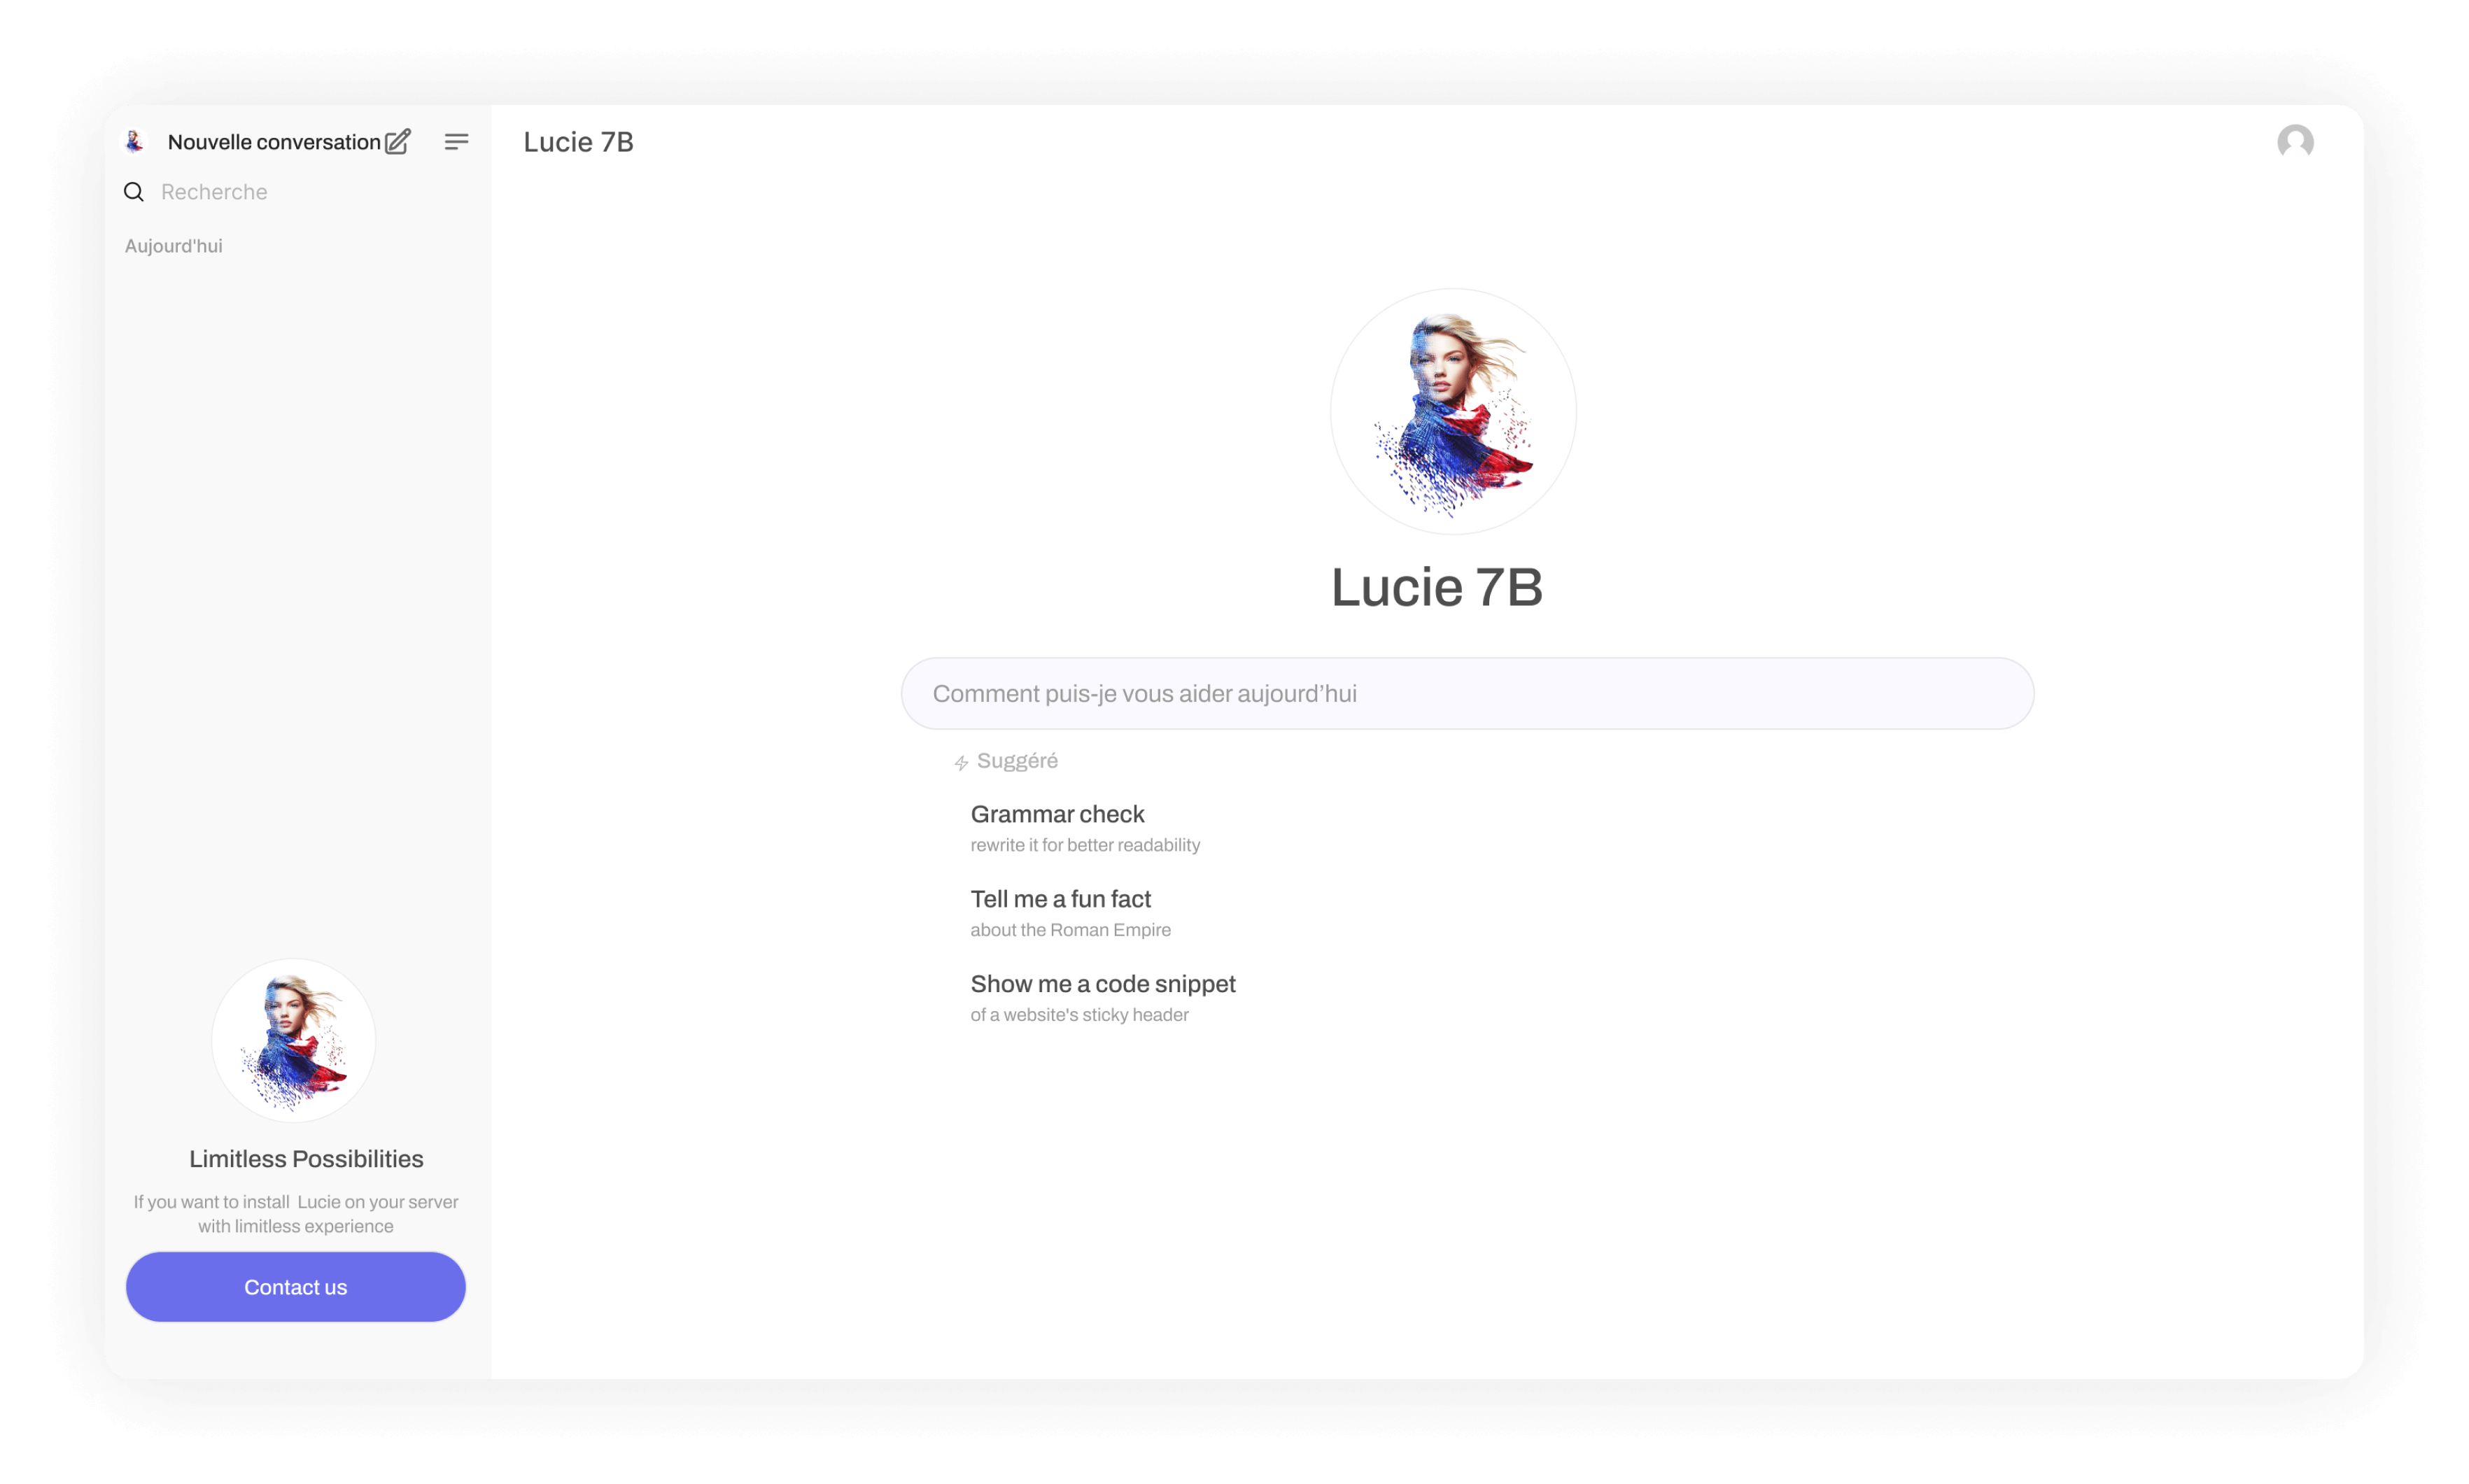 Nouvelle conversation
Recherche
Aujourd'hui
Limitless Possibilities
If you want to install Lucie on your server
with limitless experience
Contact us
Lucie 7B
Lucie 7B
Comment puis-je vous aider aujourd’hui
Suggéré
Grammar check
rewrite it for better readability
Tell me a fun fact
about the Roman Empire
Show me a code snippet
of a website's sticky header